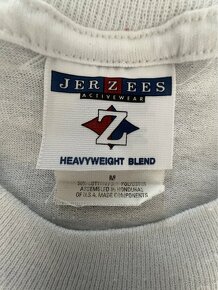 JERZEES
ACTIVEWEAR
Z
HEAVYWEIGHT BLEND
M
ASSEMBLED IN HONDURAS
OF U.S.A. MADE COMPONENTS